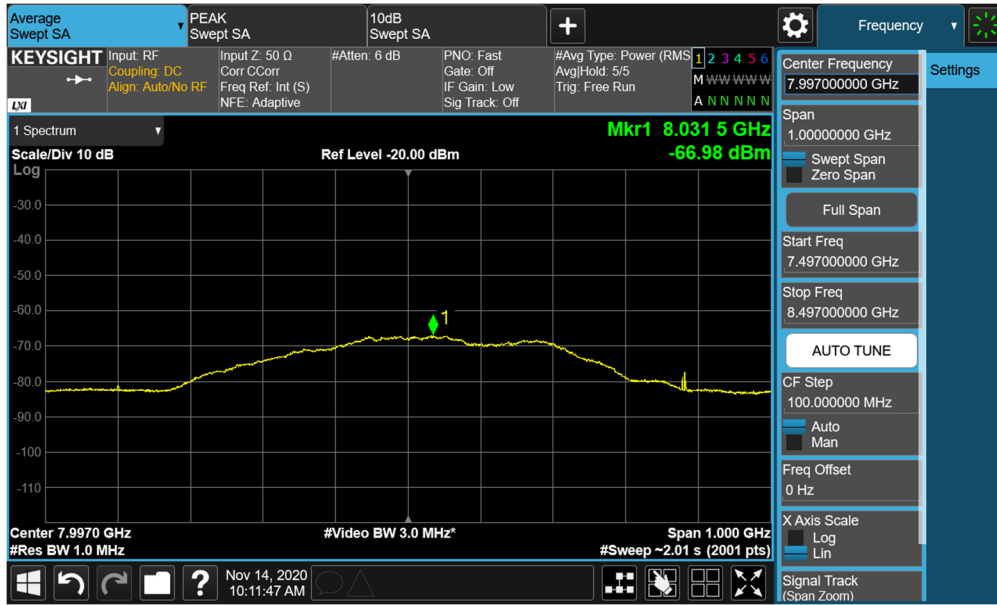 Average
Swept SA
PEAK
Swept SA
10dB
Swept SA
Frequency
KEYSIGHT
LXI
Input: RF
Coupling: DC
Align: Auto/No RF
Input Z: 50 Ω
Corr CCorr
Freq Ref: Int (S)
NFE: Adaptive
#Atten: 6 dB
PNO: Fast
Gate: Off
IF Gain: Low
Sig Track: Off
#Avg Type: Power (RMS
Avg|Hold: 5/5
Trig: Free Run
1 2 3 4 5 6
M W W W W W
A N N N N N
1 Spectrum
Scale/Div 10 dB
Log
Ref Level -20.00 dBm
Mkr1 8.031 5 GHz
-66.98 dBm
-30.0
-40.0
-50.0
-60.0
-70.0
-80.0
-90.0
-100
-110
1
Center 7.9970 GHz
#Res BW 1.0 MHz
#Video BW 3.0 MHz*
Span 1.000 GHz
#Sweep ~2.01 s (2001 pts)
Nov 14, 2020
10:11:47 AM
Center Frequency
7.997000000 GHz
Span
1.00000000 GHz
Swept Span
Zero Span
Full Span
Start Freq
7.497000000 GHz
Stop Freq
8.497000000 GHz
AUTO TUNE
CF Step
100.000000 MHz
Auto
Man
Freq Offset
0 Hz
X Axis Scale
Log
Lin
Signal Track
(Span Zoom)
Settings